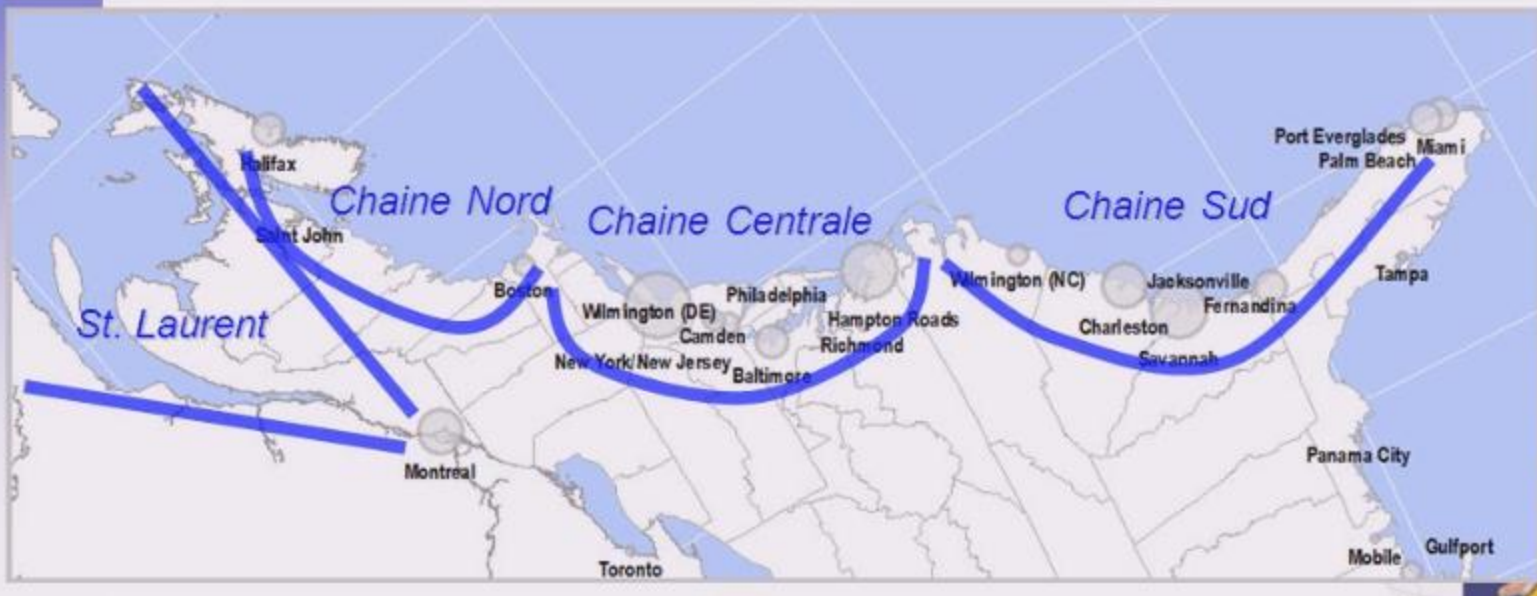 Halifax
Chaine Nord
Saint John
Boston
St. Laurent
Montreal
Toronto
Chaine Centrale
Wilmington (DE)
Philadelphia
Camden
New York/New Jersey
Baltimore
Hampton Roads
Richmond
Chaine Sud
Wilmington (NC)
Jacksonville
Fernandina
Charleston
Savannah
Port Everglades
Miami
Palm Beach
Tampa
Panama City
Mobile
Gulfport